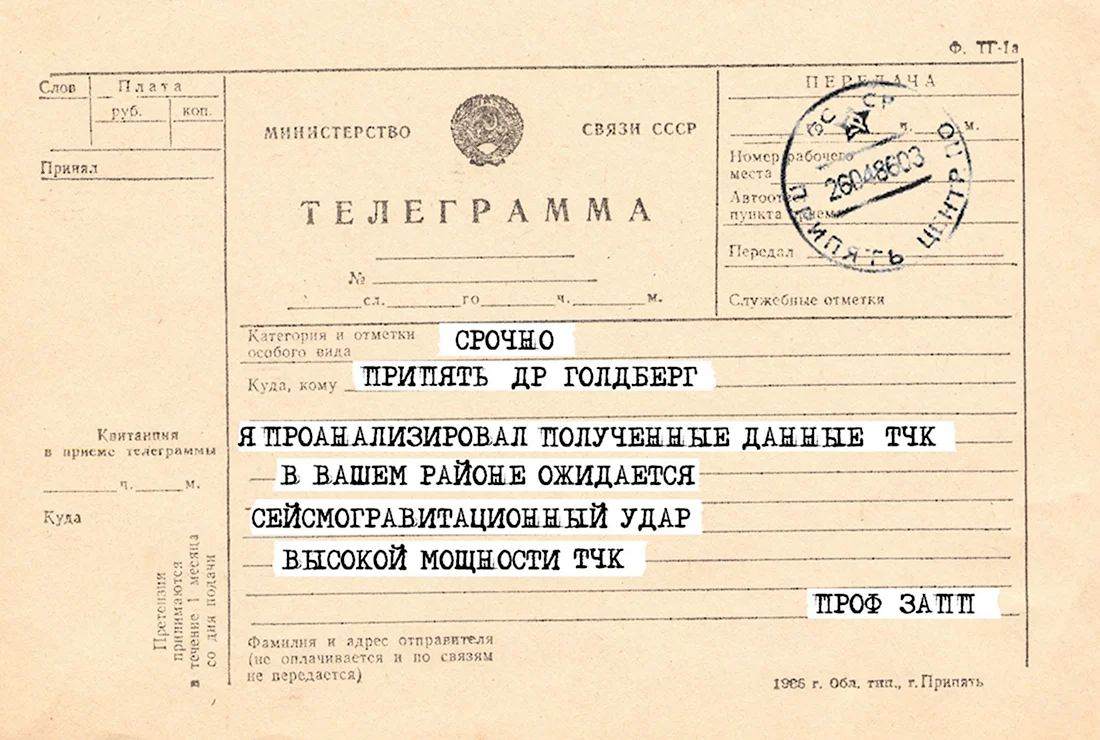 Ф. ТГ-1а
Слов Плата
руб. коп.
Принял
МИНИСТЕРСТВО СВЯЗИ СССР
ТЕЛЕГРАММА
№
сл. го ч. м.
ПЕРЕДАЧА
ч. м.
Номер рабочего
места
пункта
Передал
Служебные отметки
26048603
ПРИПЯТЬ ЦЕНТР
Категория и отметки
особого вида
СРОЧНО
Куда, кому
ПРИПЯТЬ ДР ГОЛДБЕРГ
Я ПРОАНАЛИЗИРОВАЛ ПОЛУЧЕННЫЕ ДАННЫЕ ТЧК
В ВАШЕМ РАЙОНЕ ОЖИДАЕТСЯ
СЕЙСМОГРАВИТАЦИОННЫЙ УДАР
ВЫСОКОЙ МОЩНОСТИ ТЧК
ПРОФ ЗАПП
Квитанция
в приеме телеграммы
ч. м.
Куда
Претензии
принимаются
в течение 1 месяца
со дня подачи
Фамилия и адрес отправителя
(не оплачивается и по связям
не передается)
1986 г. Обл. тип., г. Припять